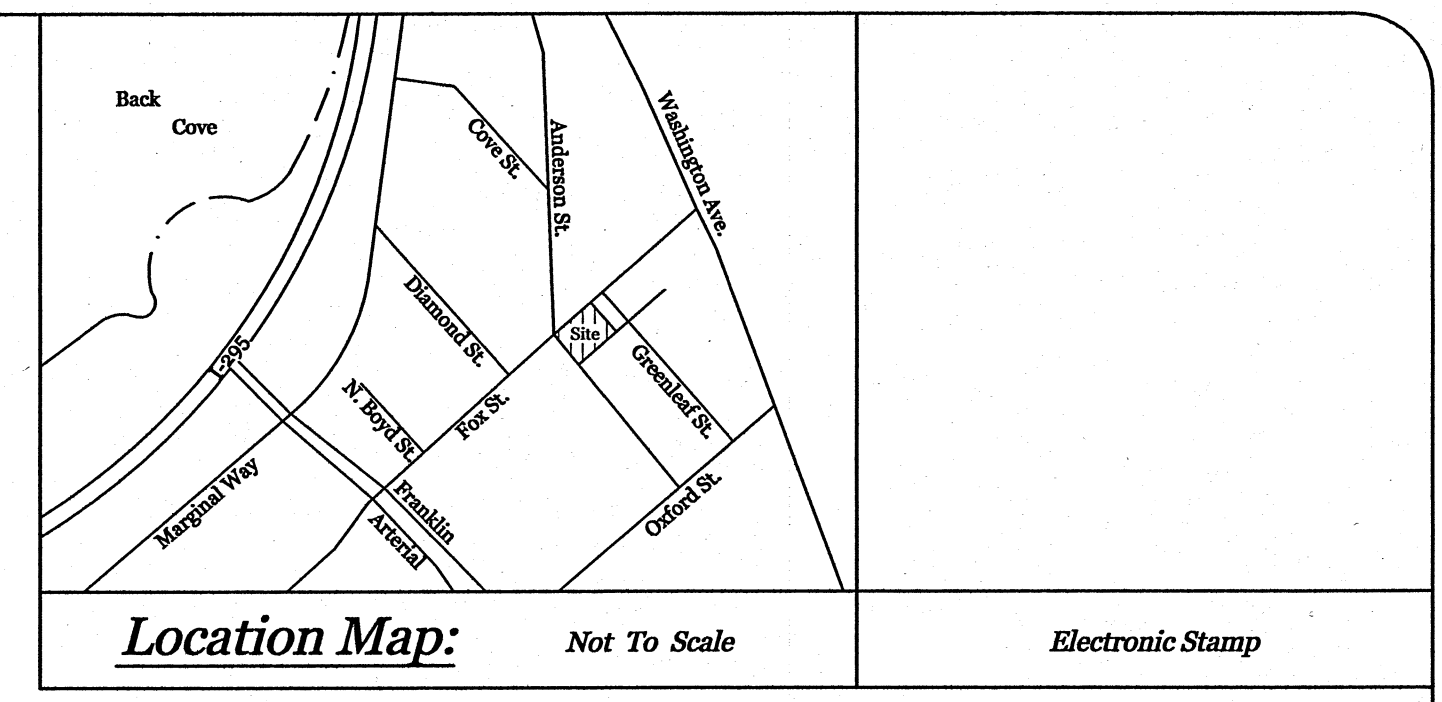 Back
Cove
Cove St.
Anderson St.
Washington Ave.
Diamond St.
Site
-295
N. Boyd St.
Fox St.
Greenleaf St.
Marginal Way
Franklin
Arterial
Oxford St.
Location Map:
Not To Scale
Electronic Stamp